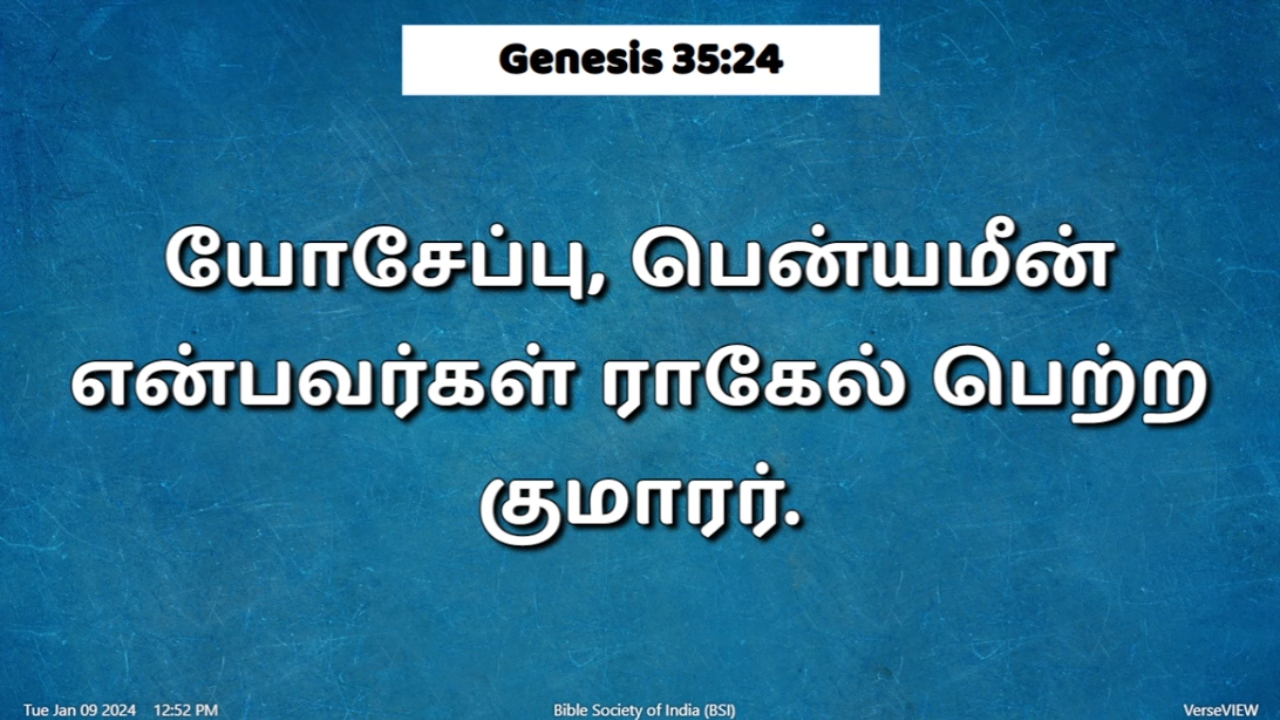 Genesis 35:24
யோசேப்பு, பென்யமீன்
என்பவர்கள் ராகேல் பெற்ற
குமாரர்.
Tue Jan 09 2024 12:52 PM Bible Society of India (BSI) VerseVIEW